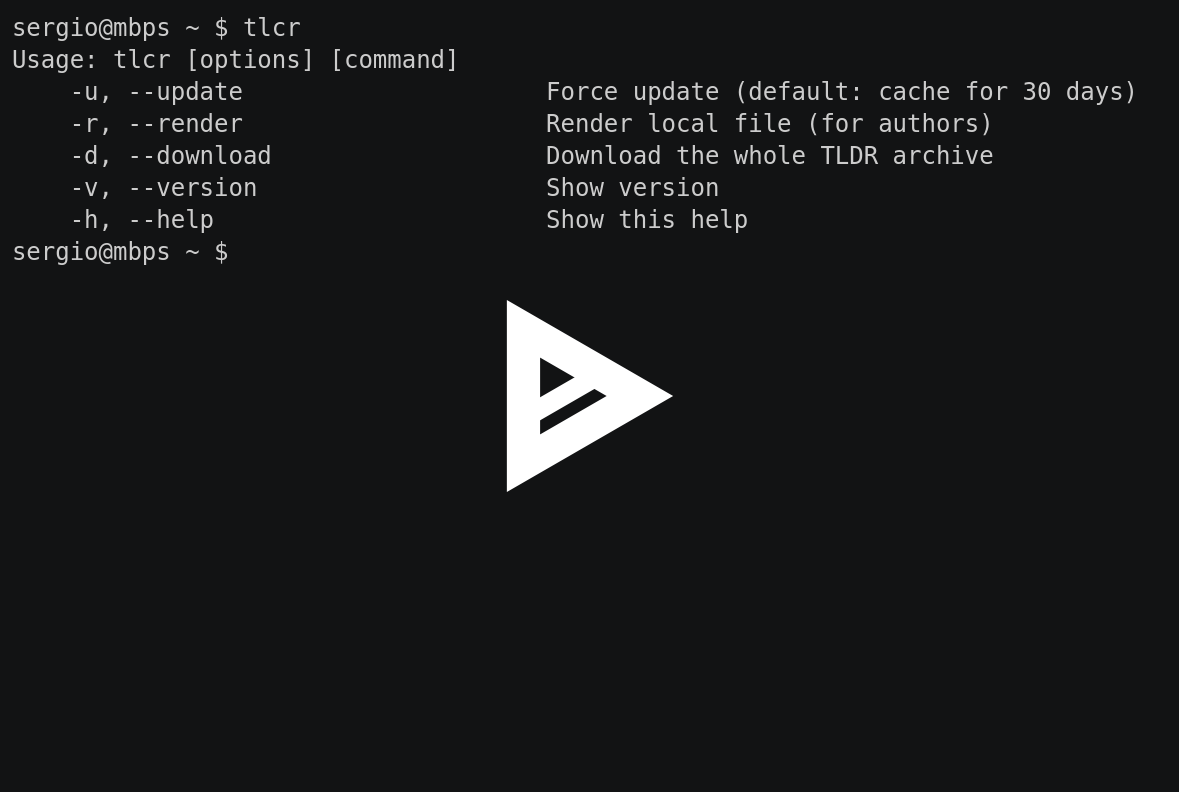 sergio@mbps ~ $ tlcr
Usage: tlcr [options] [command]
    -u, --update                     Force update (default: cache for 30 days)
    -r, --render                     Render local file (for authors)
    -d, --download                   Download the whole TLDR archive
    -v, --version                    Show version
    -h, --help                       Show this help
sergio@mbps ~ $